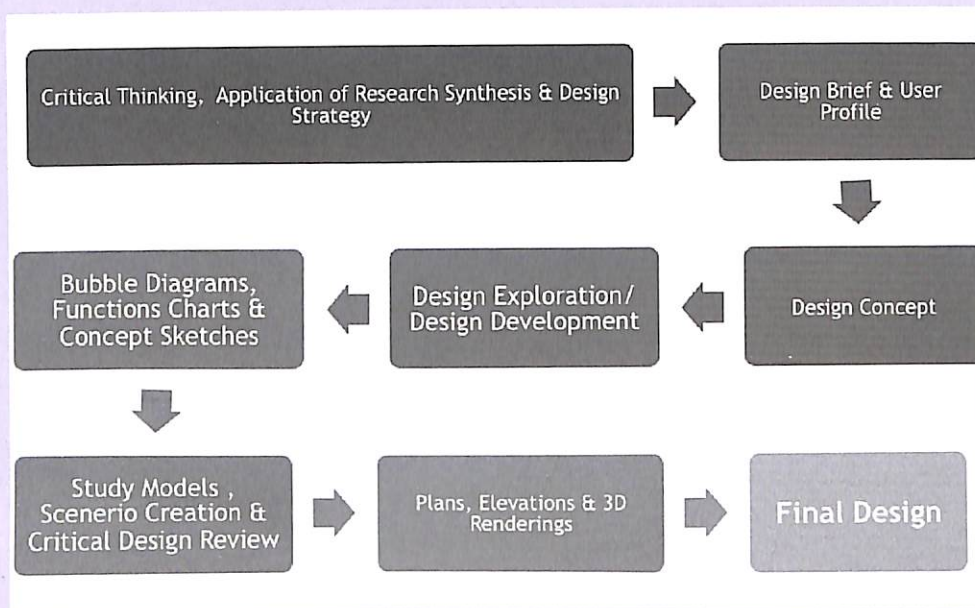 Critical Thinking, Application of Research Synthesis & Design
Strategy
Design Brief & User
Profile
Design Concept
Design Exploration/
Design Development
Bubble Diagrams,
Functions Charts &
Concept Sketches
Study Models ,
Scenerio Creation &
Critical Design Review
Plans, Elevations & 3D
Renderings
Final Design